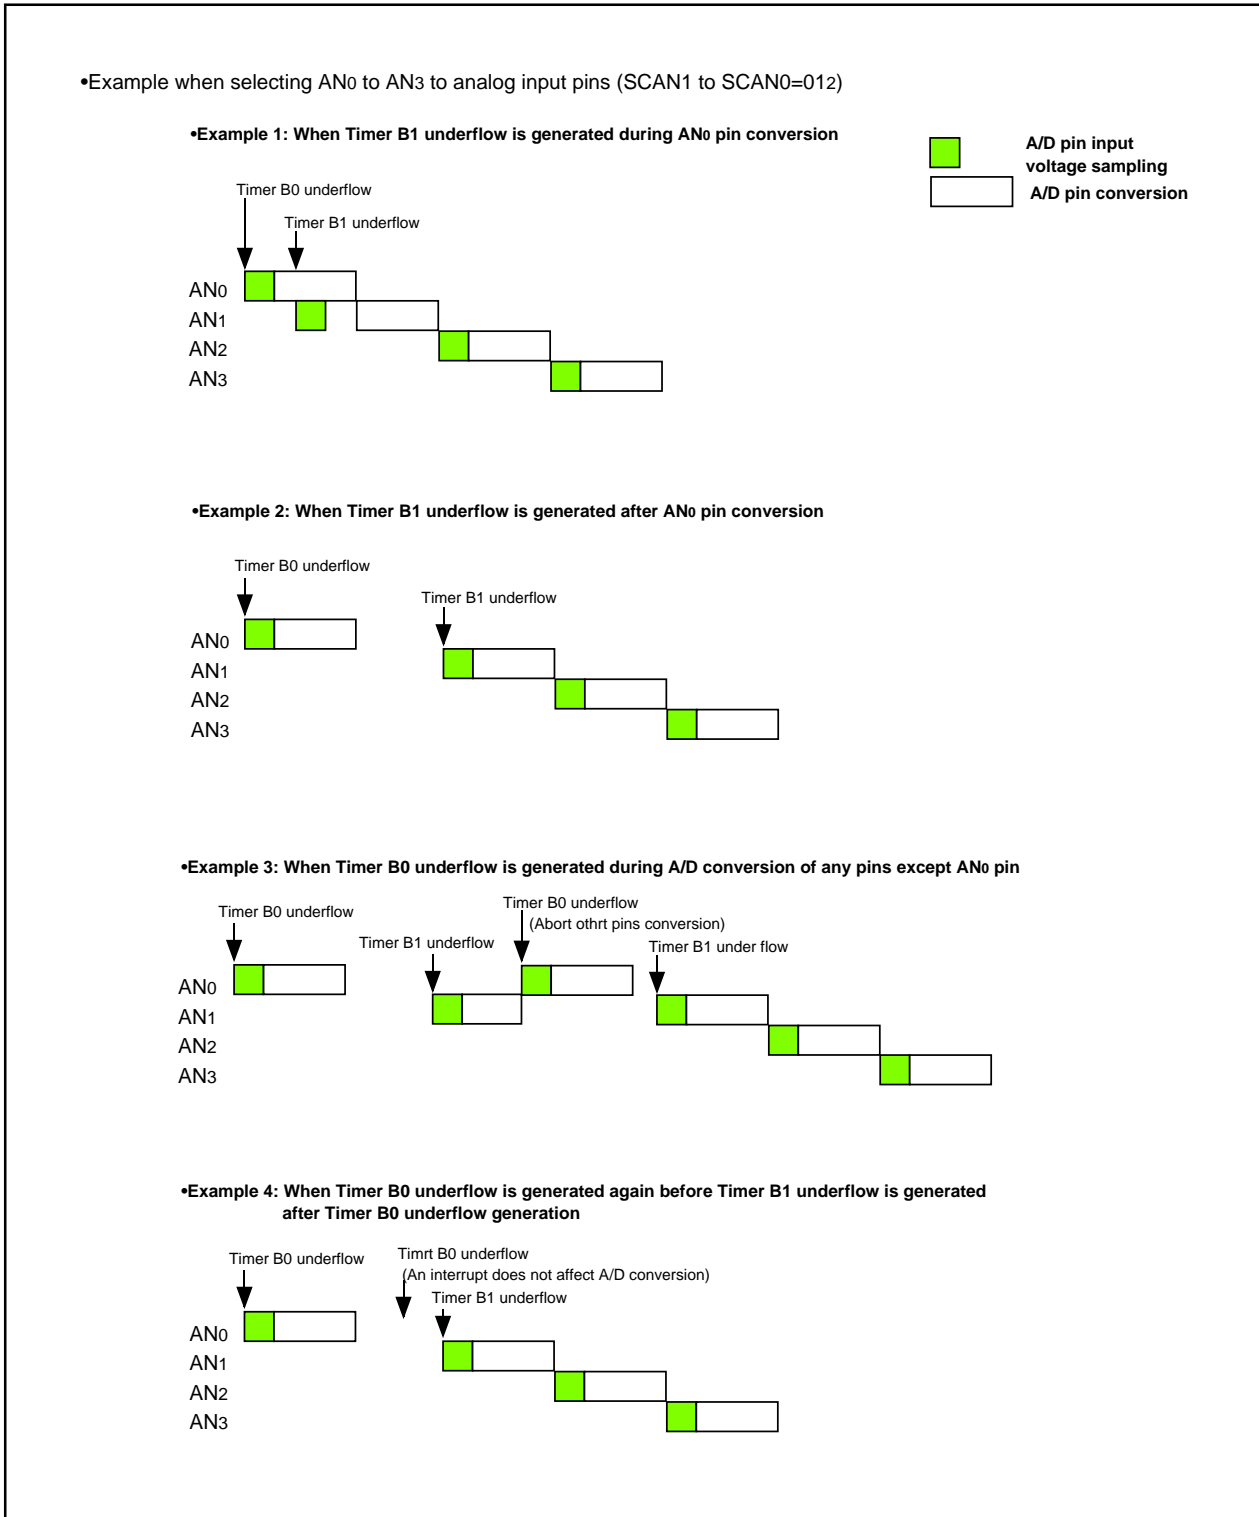 •Example when selecting AN0 to AN3 to analog input pins (SCAN1 to SCAN0=012)
•Example 1: When Timer B1 underflow is generated during AN0 pin conversion
A/D pin input
voltage sampling
A/D pin conversion
Timer B0 underflow
Timer B1 underflow
AN0
AN1
AN2
AN3
•Example 2: When Timer B1 underflow is generated after AN0 pin conversion
Timer B0 underflow
Timer B1 underflow
AN0
AN1
AN2
AN3
•Example 3: When Timer B0 underflow is generated during A/D conversion of any pins except AN0 pin
Timer B0 underflow
Timer B0 underflow
(Abort othrt pins conversion)
Timer B1 underflow
Timer B1 under flow
AN0
AN1
AN2
AN3
•Example 4: When Timer B0 underflow is generated again before Timer B1 underflow is generated
after Timer B0 underflow generation
Timer B0 underflow
Timrt B0 underflow
(An interrupt does not affect A/D conversion)
Timer B1 underflow
AN0
AN1
AN2
AN3